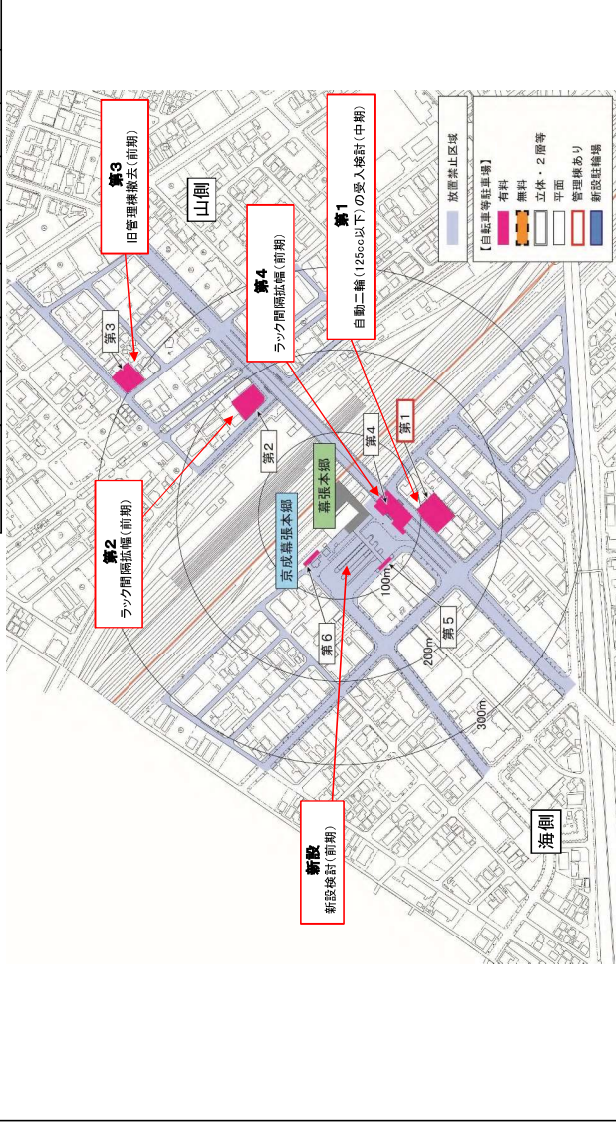 第3
旧管理棟撤去(前期)
山側
第4
ラック間隔拡幅(前期)
第1
自動二輪(125cc以下)の受入検討(中期)
放置禁止区域
【自転車等駐車場】
有料
無料
立体・2層等
平面
管理棟あり
新設駐輪場
第3
第2
ラック間隔拡幅(前期)
第2
幕張本郷
京成幕張本郷
第4
第1
第6
第5
100m
200m
300m
新設
新設検討(前期)
海側